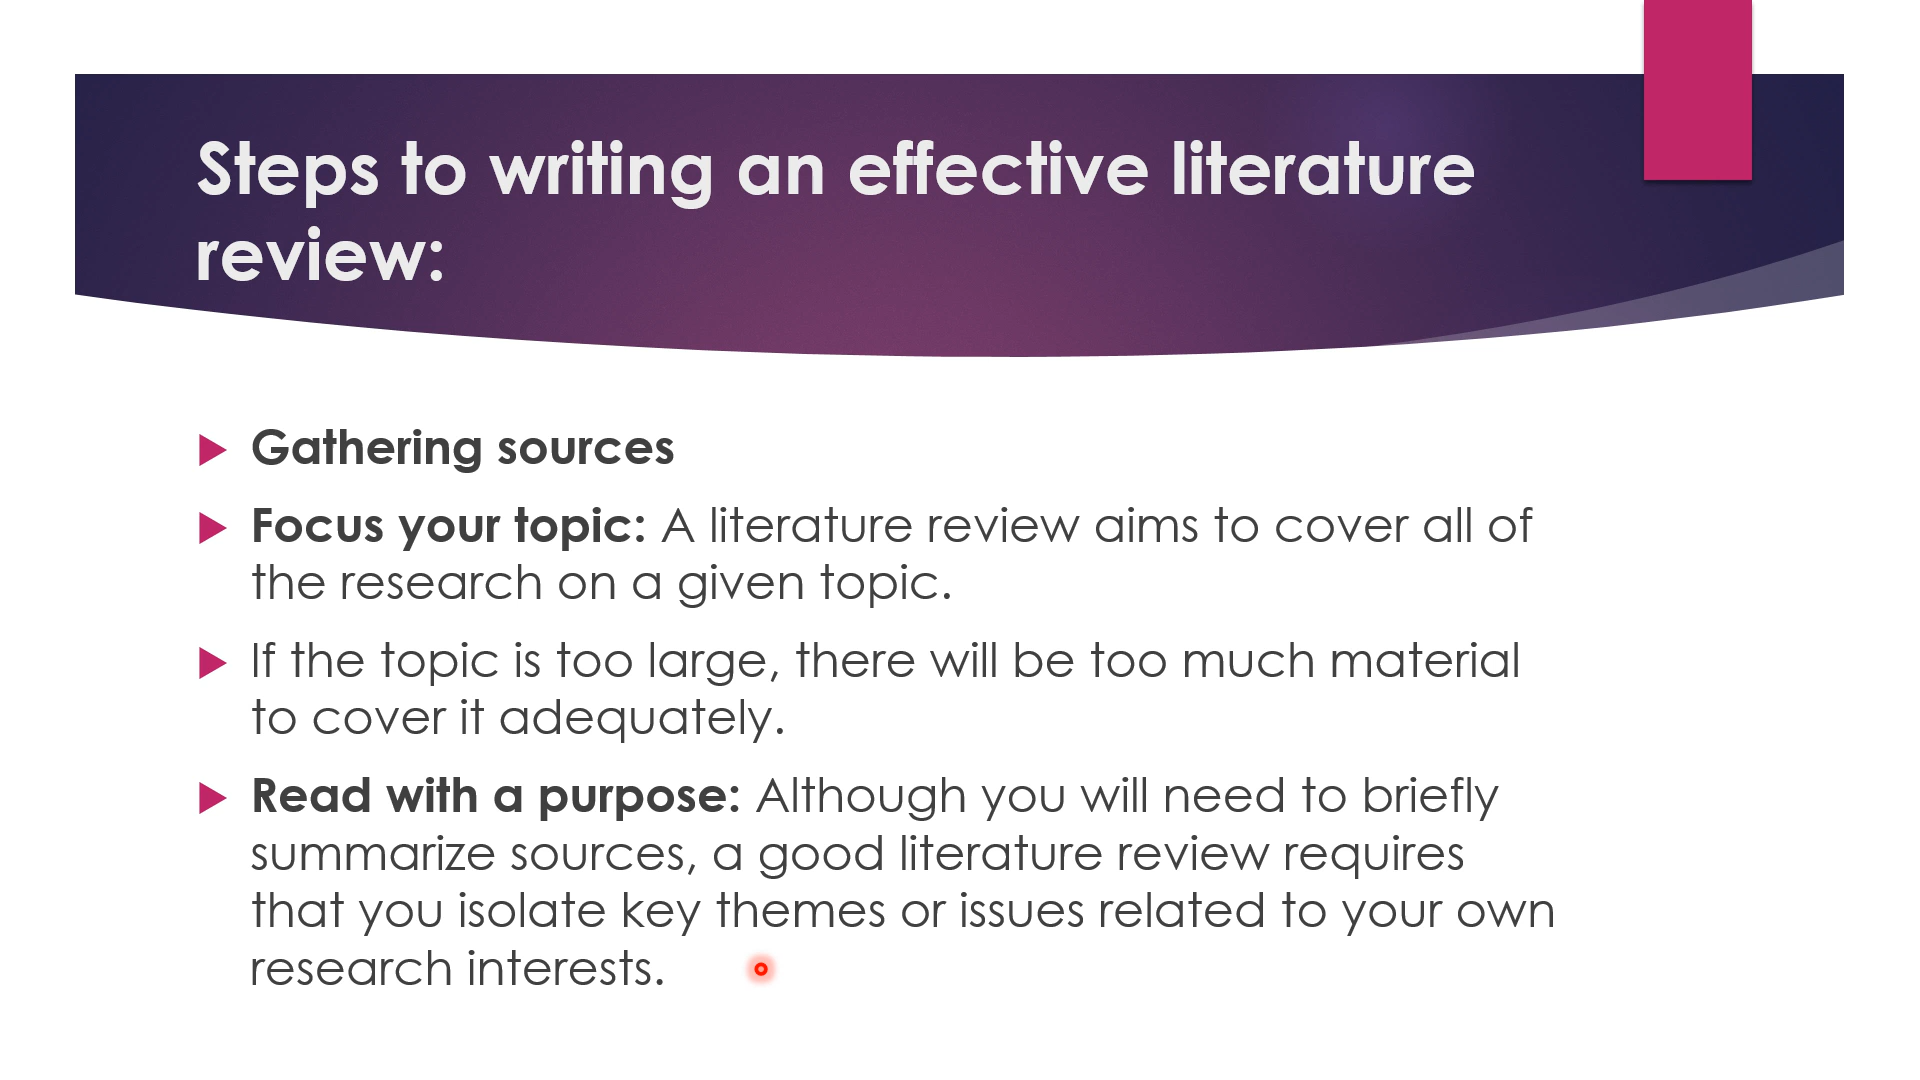 Steps to writing an effective literature
review:
Gathering sources
Focus your topic: A literature review aims to cover all of
the research on a given topic.
If the topic is too large, there will be too much material
to cover it adequately.
Read with a purpose: Although you will need to briefly
summarize sources, a good literature review requires
that you isolate key themes or issues related to your own
research interests.